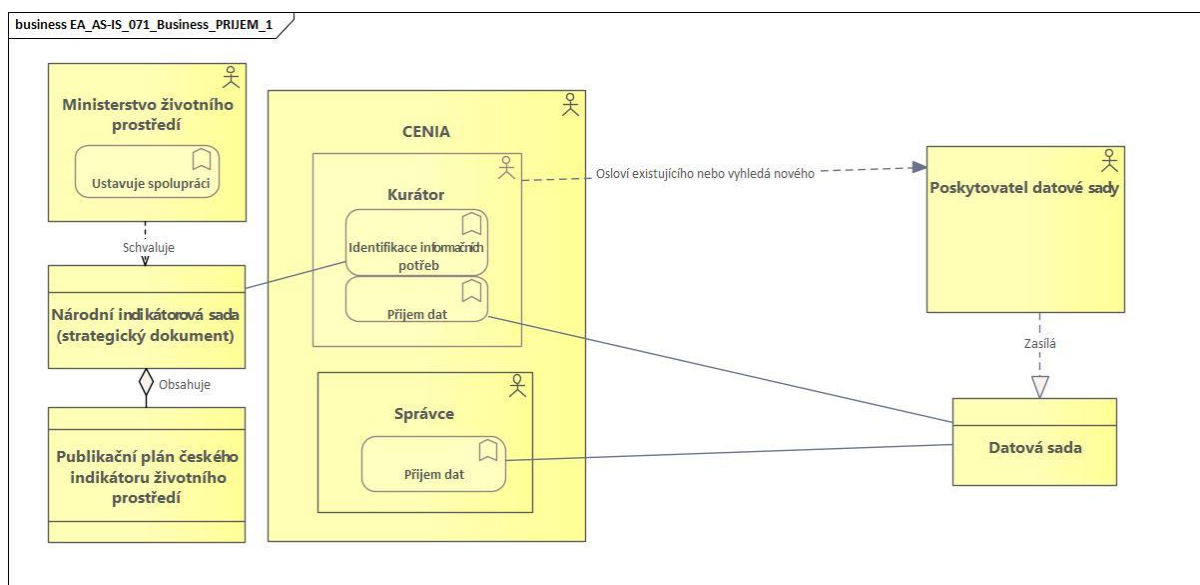 business EA_AS-IS_071_Business_PRIJEM_1
Ministerstvo životního
prostředí
Ustavuje spolupráci
Schvaluje
Národní indikátorová sada
(strategický dokument)
Obsahuje
Publikační plán českého
indikátoru životního
prostředí
CENIA
Kurátor
Identifikace informačních
potřeb
Přijem dat
Správce
Přijem dat
Osloví existujícího nebo vyhledá nového
Poskytovatel datové sady
Zasílá
Datová sada